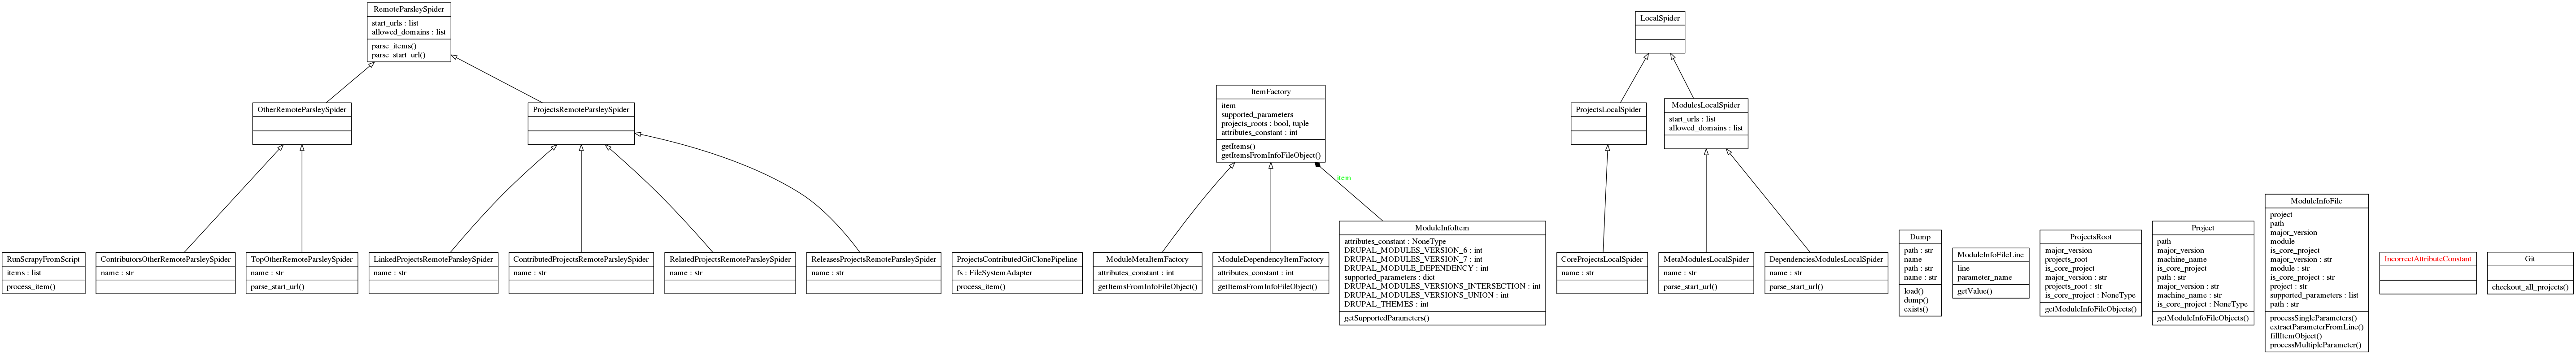 RemoteParsleySpider
start_urls : list
allowed_domains : list
parse_items()
parse_start_url()
OtherRemoteParsleySpider
ProjectsRemoteParsleySpider
RunScrapyFromScript
items : list
process_item()
ContributorsOtherRemoteParsleySpider
name : str
TopOtherRemoteParsleySpider
name : str
parse_start_url()
LinkedProjectsRemoteParsleySpider
name : str
ContributedProjectsRemoteParsleySpider
name : str
RelatedProjectsRemoteParsleySpider
name : str
ReleasesProjectsRemoteParsleySpider
name : str
ProjectsContributedGitClonePipeline
fs : FileSystemAdapter
process_item()
ItemFactory
item
supported_parameters
projects_roots : bool, tuple
attributes_constant : int
getItems()
getItemsFromInfoFileObject()
item
ModuleMetaItemFactory
attributes_constant : int
getItemsFromInfoFileObject()
ModuleDependencyItemFactory
attributes_constant : int
getItemsFromInfoFileObject()
ModuleInfoItem
attributes_constant : NoneType
DRUPAL_MODULES_VERSION_6 : int
DRUPAL_MODULES_VERSION_7 : int
DRUPAL_MODULE_DEPENDENCY : int
supported_parameters : dict
DRUPAL_MODULES_VERSIONS_INTERSECTION : int
DRUPAL_MODULES_VERSIONS_UNION : int
DRUPAL_THEMES : int
getSupportedParameters()
LocalSpider
ProjectsLocalSpider
ModulesLocalSpider
start_urls : list
allowed_domains : list
CoreProjectsLocalSpider
name : str
MetaModulesLocalSpider
name : str
parse_start_url()
DependenciesModulesLocalSpider
name : str
parse_start_url()
Dump
path : str
name
path : str
name : str
load()
dump()
exists()
ModuleInfoFileLine
line
parameter_name
getValue()
ProjectsRoot
major_version
projects_root
is_core_project
major_version : str
projects_root : str
is_core_project : NoneType
getModuleInfoFileObjects()
Project
path
major_version
machine_name
is_core_project
path : str
major_version : str
machine_name : str
is_core_project : NoneType
getModuleInfoFileObjects()
ModuleInfoFile
project
path
major_version
module
is_core_project
major_version : str
module : str
is_core_project : str
project : str
supported_parameters : list
path : str
processSingleParameters()
extractParameterFromLine()
fillItemObject()
processMultipleParameter()
IncorrectAttributeConstant
Git
checkout_all_projects()